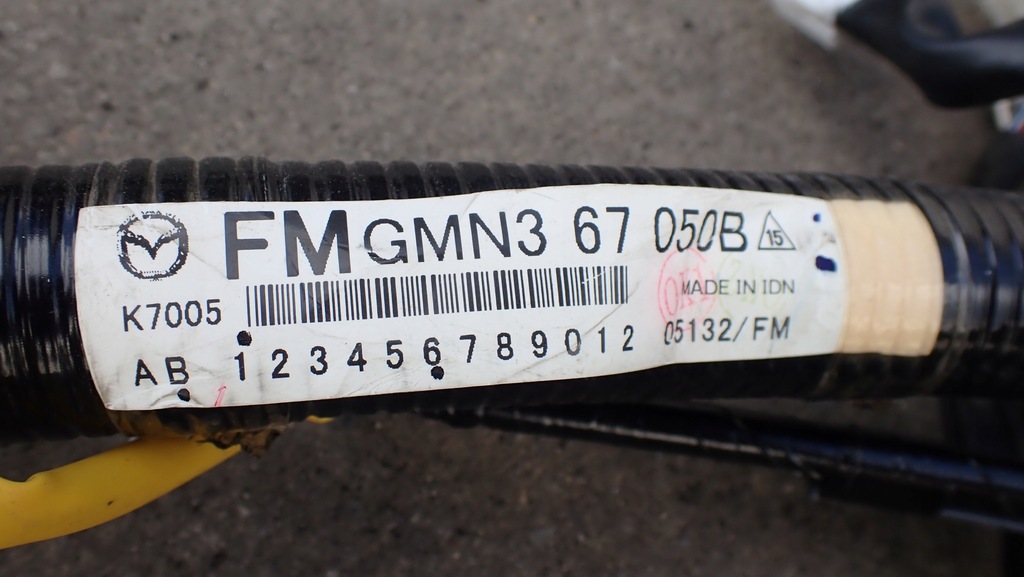 FM GMN3 67 050B 15
K7005
MADE IN IDN
AB 1 2 3 4 5 6 7 8 9 0 1 2
05132/FM